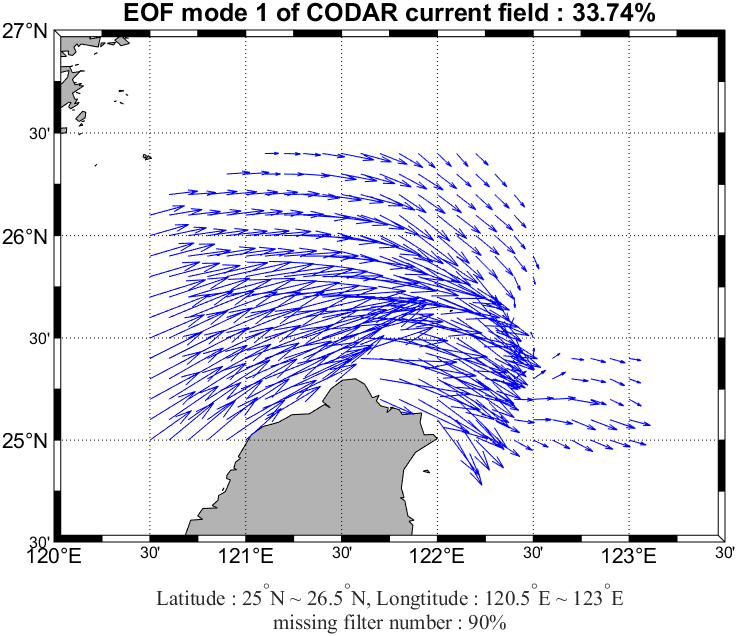 EOF mode 1 of CODAR current field : 33.74%
27°N
30'
26°N
30'
25°N
30'
120°E 30' 121°E 30' 122°E 30' 123°E 30'
Latitude : 25°N ~ 26.5°N, Longtitude : 120.5°E ~ 123°E
missing filter number : 90%